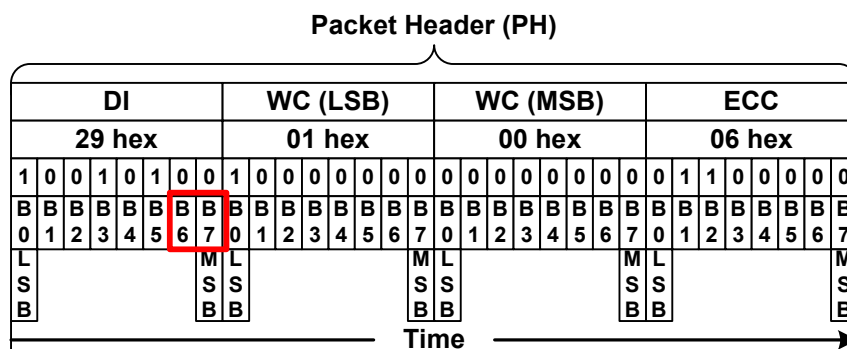 Packet Header (PH)
DI WC (LSB) WC (MSB) ECC
29 hex 01 hex 00 hex 06 hex
1 0 0 1 0 1 0 0 1 0 0 0 0 0 0 0 0 0 0 0 0 0 0 0 0 1 1 0 0 0 0 0
B B B B B B B B B B B B B B B B B B B B B B B B B B B B B B B B
0 1 2 3 4 5 6 7 0 1 2 3 4 5 6 7 0 1 2 3 4 5 6 7 0 1 2 3 4 5 6 7
L M L M L M L M
S S S S S S S S
B B B B B B B B
Time